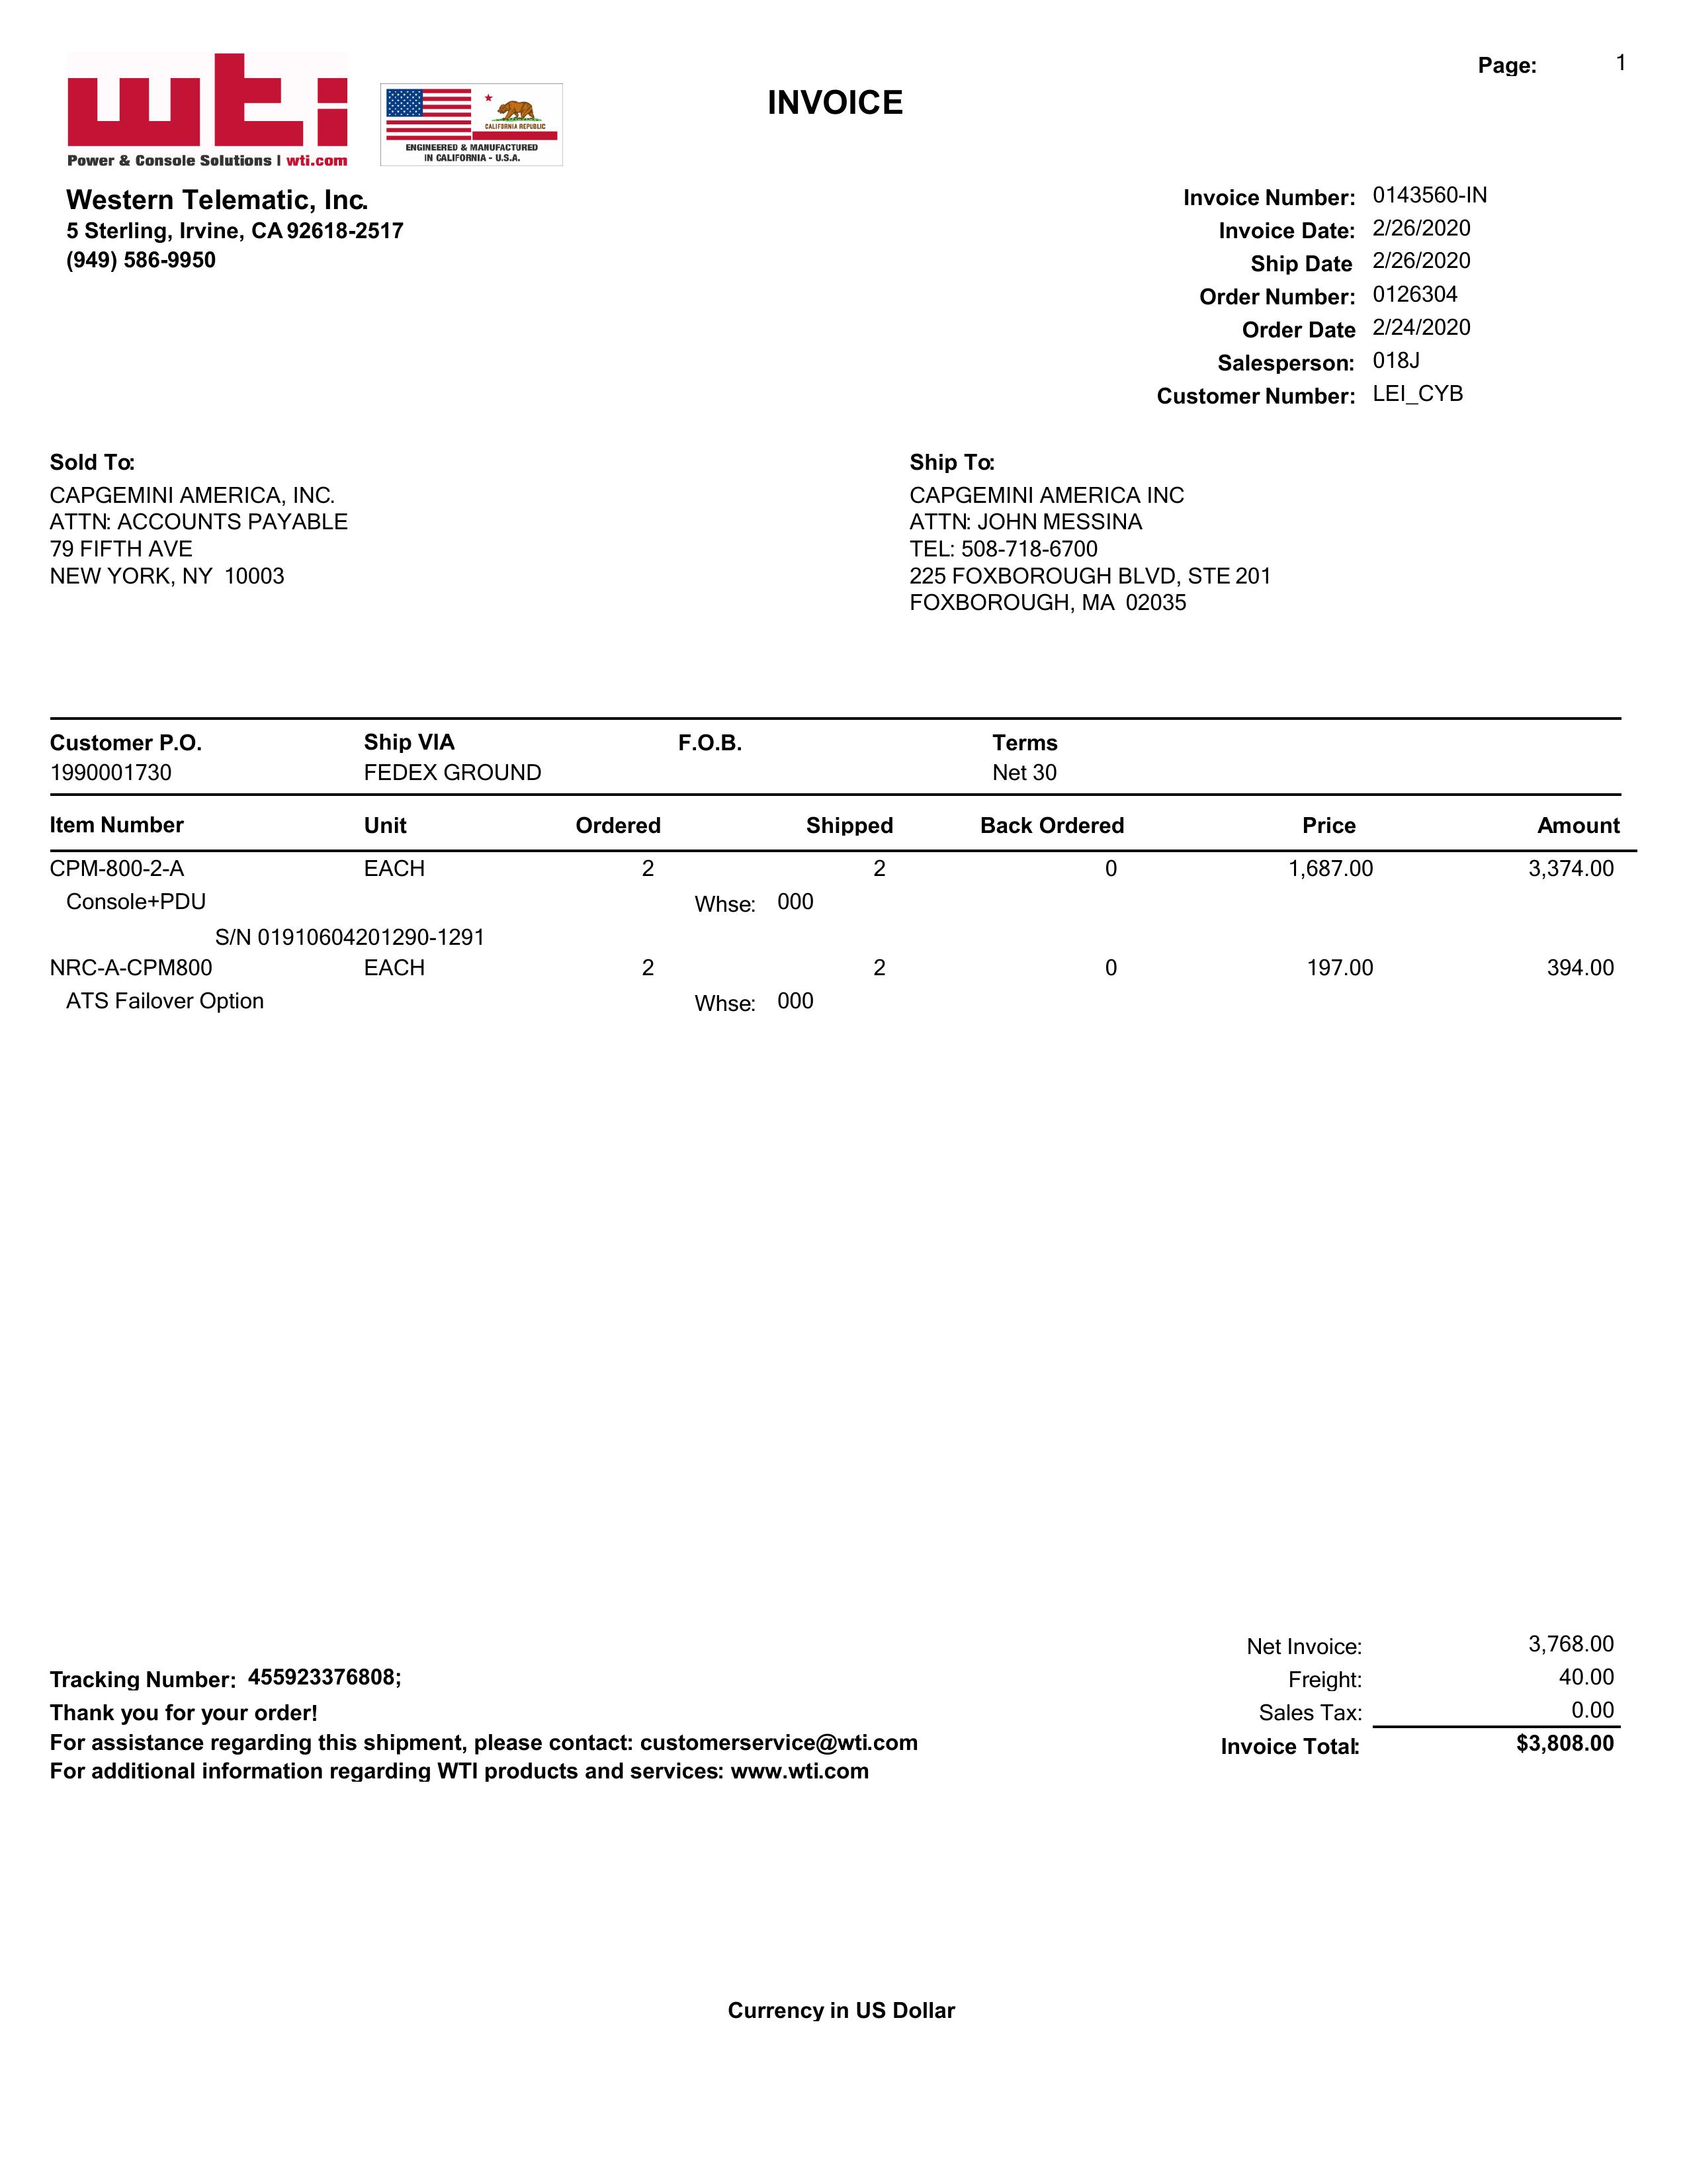 Page: 1
wti
Power & Console Solutions | wti.com
CALIFORNIA REPUBLIC
ENGINEERED & MANUFACTURED
IN CALIFORNIA - U.S.A.
INVOICE
Western Telematic, Inc.
5 Sterling, Irvine, CA 92618-2517
(949) 586-9950
Invoice Number: 0143560-IN
Invoice Date: 2/26/2020
Ship Date 2/26/2020
Order Number: 0126304
Order Date 2/24/2020
Salesperson: 018J
Customer Number: LEI_CYB
Sold To:
CAPGEMINI AMERICA, INC.
ATTN: ACCOUNTS PAYABLE
79 FIFTH AVE
NEW YORK, NY 10003
Ship To:
CAPGEMINI AMERICA INC
ATTN: JOHN MESSINA
TEL: 508-718-6700
225 FOXBOROUGH BLVD, STE 201
FOXBOROUGH, MA 02035
Customer P.O. Ship VIA F.O.B. Terms
1990001730 FEDEX GROUND Net 30
Item Number Unit Ordered Shipped Back Ordered Price Amount
CPM-800-2-A EACH 2 2 0 1,687.00 3,374.00
Console+PDU Whse: 000
S/N 01910604201290-1291
NRC-A-CPM800 EACH 2 2 0 197.00 394.00
ATS Failover Option Whse: 000
Net Invoice: 3,768.00
Tracking Number: 455923376808; Freight: 40.00
Thank you for your order! Sales Tax: 0.00
For assistance regarding this shipment, please contact: customerservice@wti.com Invoice Total: $3,808.00
For additional information regarding WTI products and services: www.wti.com
Currency in US Dollar